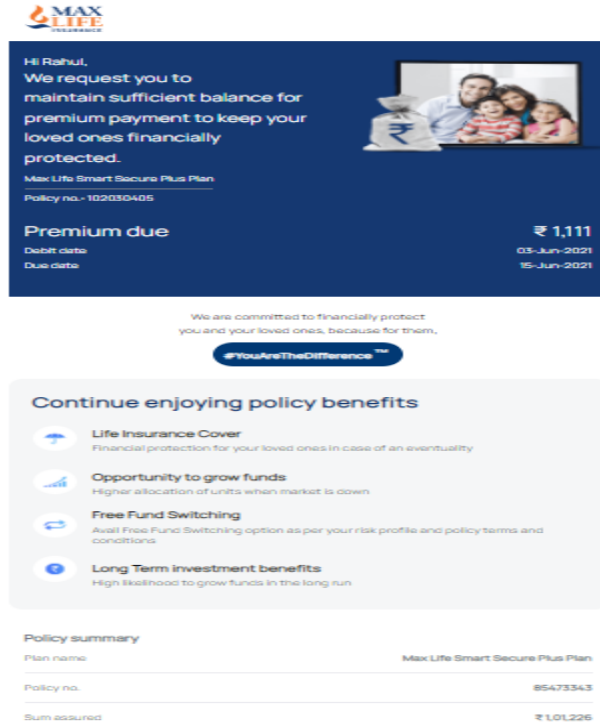 MAX
LIFE
INSURANCE
Hi Rahul,
We request you to
maintain sufficient balance for
premium payment to keep your
loved ones financially
protected.
Max Life Smart Secure Plus Plan
Policy no.- 102030405
₹
Premium due ₹ 1,111
Debit date 03-Jun-2021
Due date 15-Jun-2021
We are committed to financially protect
you and your loved ones, because for them,
#YouAreTheDifference ™
Continue enjoying policy benefits
Life Insurance Cover
Financial protection for your loved ones in case of an eventuality
Opportunity to grow funds
Higher allocation of units when market is down
Free Fund Switching
Avail Free Fund Switching option as per your risk profile and policy terms and
conditions
Long Term investment benefits
High likelihood to grow funds in the long run
Policy summary
Plan name Max Life Smart Secure Plus Plan
Policy no. 85473343
Sum assured ₹ 1,01,226